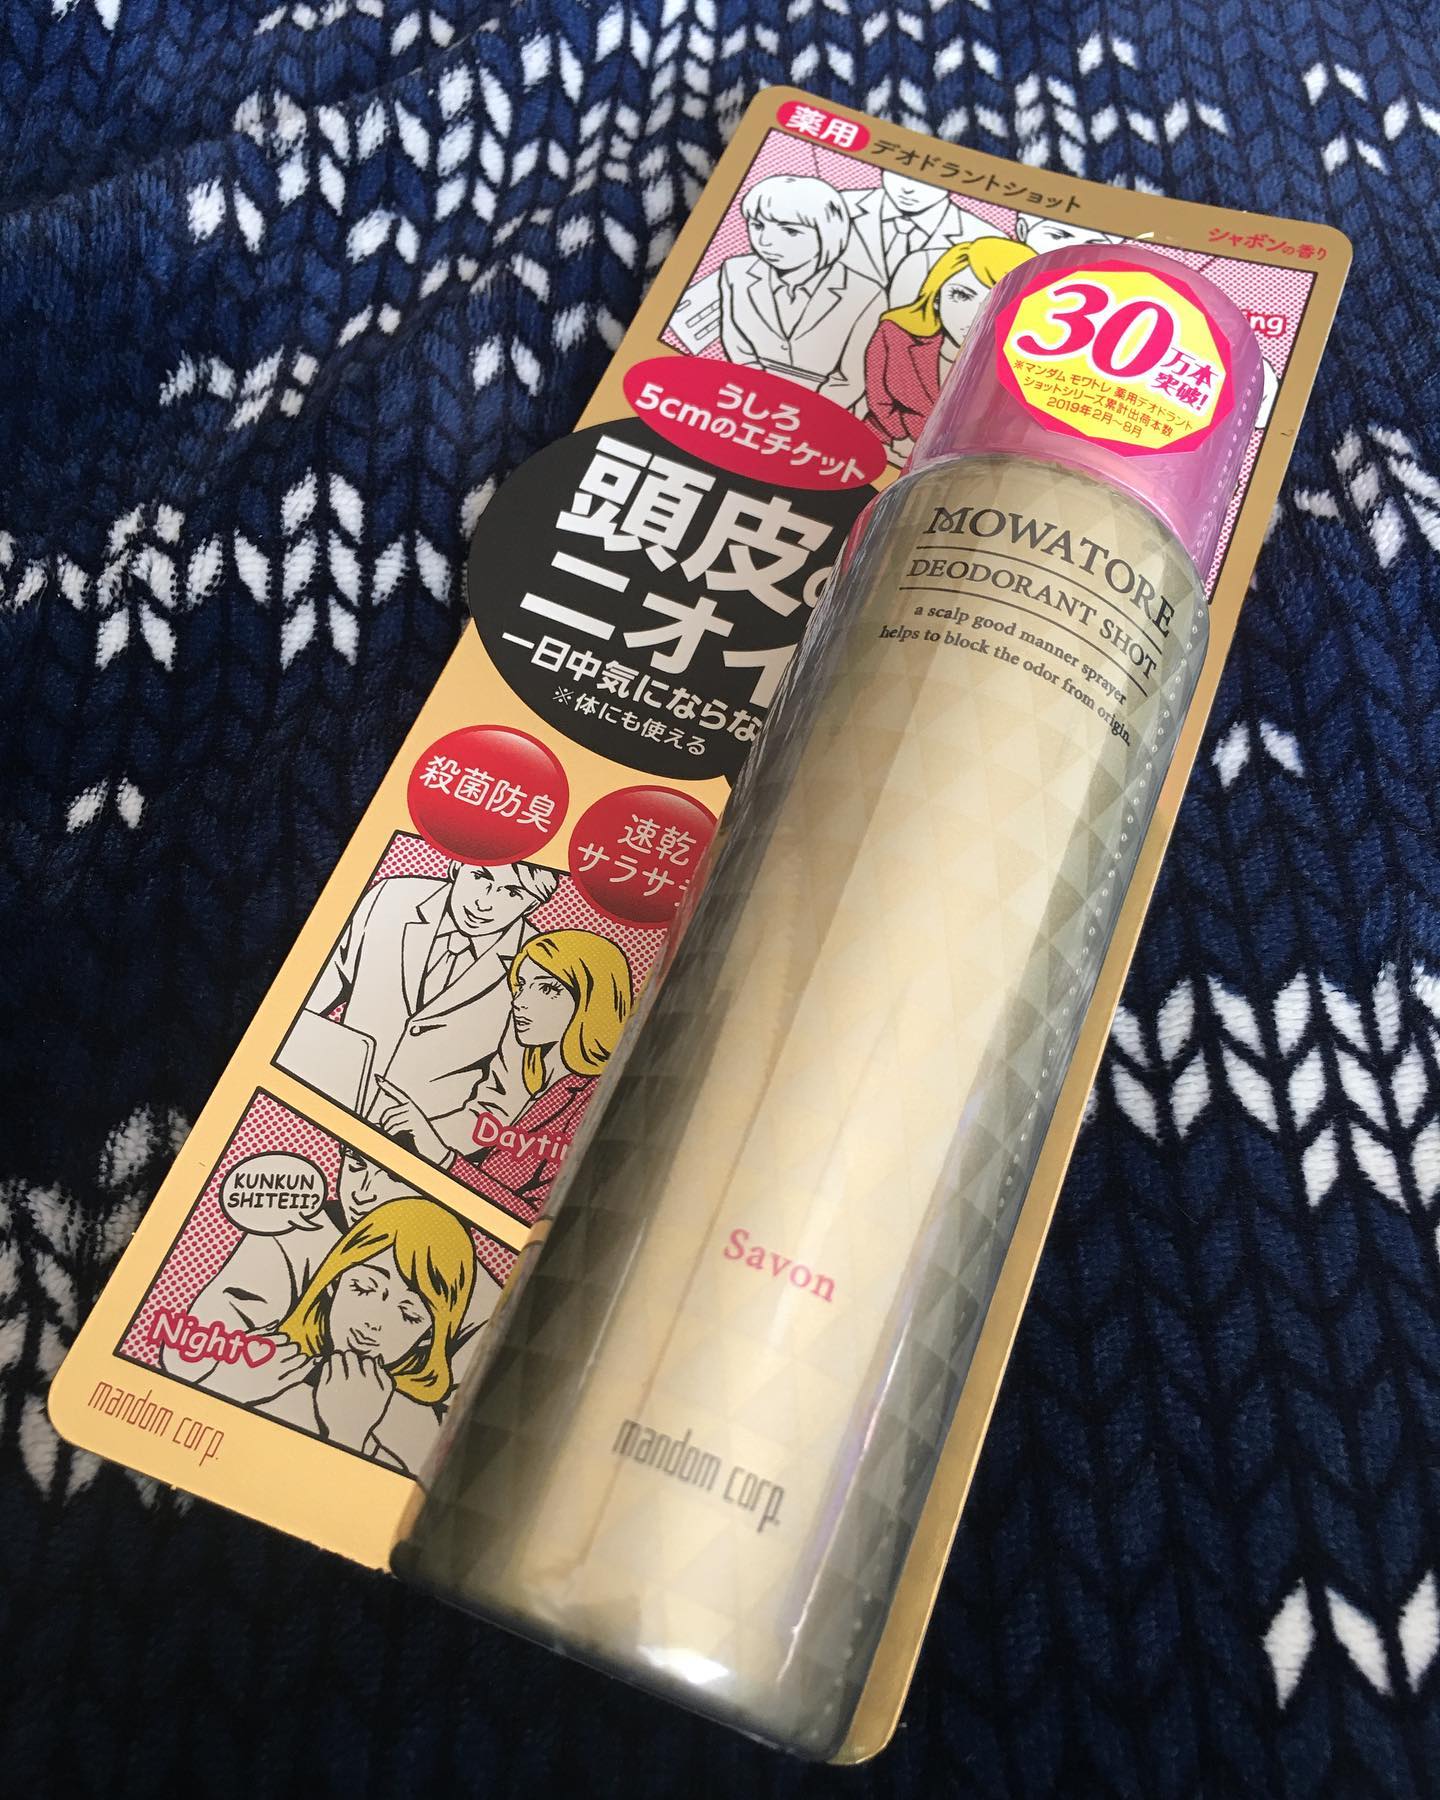 薬用 デオドラントショット
シャボンの香り
30万本
突破!
※マンダム モワトレ 薬用デオドラント
ショットシリーズ累計出荷本数
2019年2月~8月
うしろ
5cmのエチケット
頭皮の
ニオイ
一日中気にならな
※体にも使える
殺菌防臭
速乾
サラサラ
MOWATORE
DEODORANT SHOT
a scalp good manner sprayer
helps to block the odor from origin.
KUNKUN
SHITEII?
Night♡
Savon
mandom corp.
mandom corp.